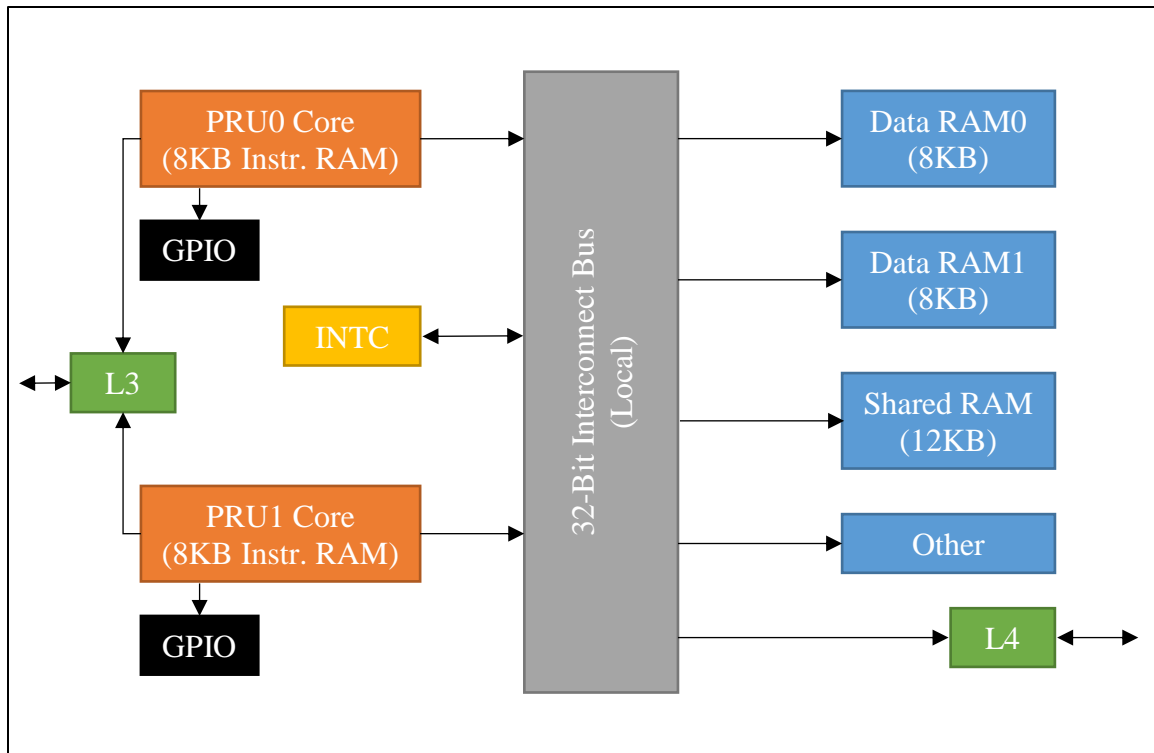 PRU0 Core
(8KB Instr. RAM)
GPIO
INTC
L3
PRU1 Core
(8KB Instr. RAM)
GPIO
32-Bit Interconnect Bus
(Local)
Data RAM0
(8KB)
Data RAM1
(8KB)
Shared RAM
(12KB)
Other
L4